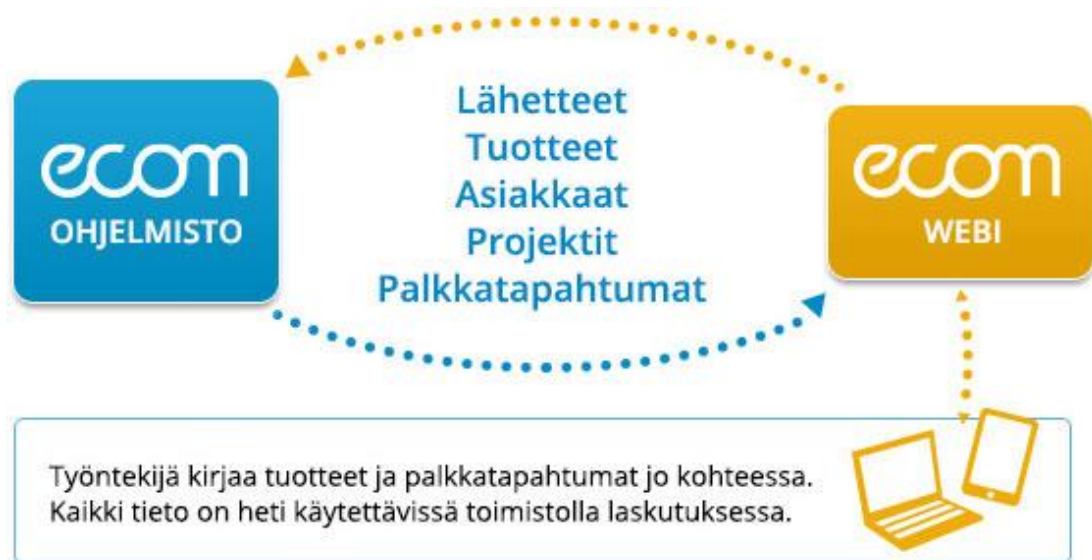 ecom
OHJELMISTO
Lähetteet
Tuotteet
Asiakkaat
Projektit
Palkkatapahtumat
ecom
WEBI
Työntekijä kirjaa tuotteet ja palkkatapahtumat jo kohteessa.
Kaikki tieto on heti käytettävissä toimistolla laskutuksessa.